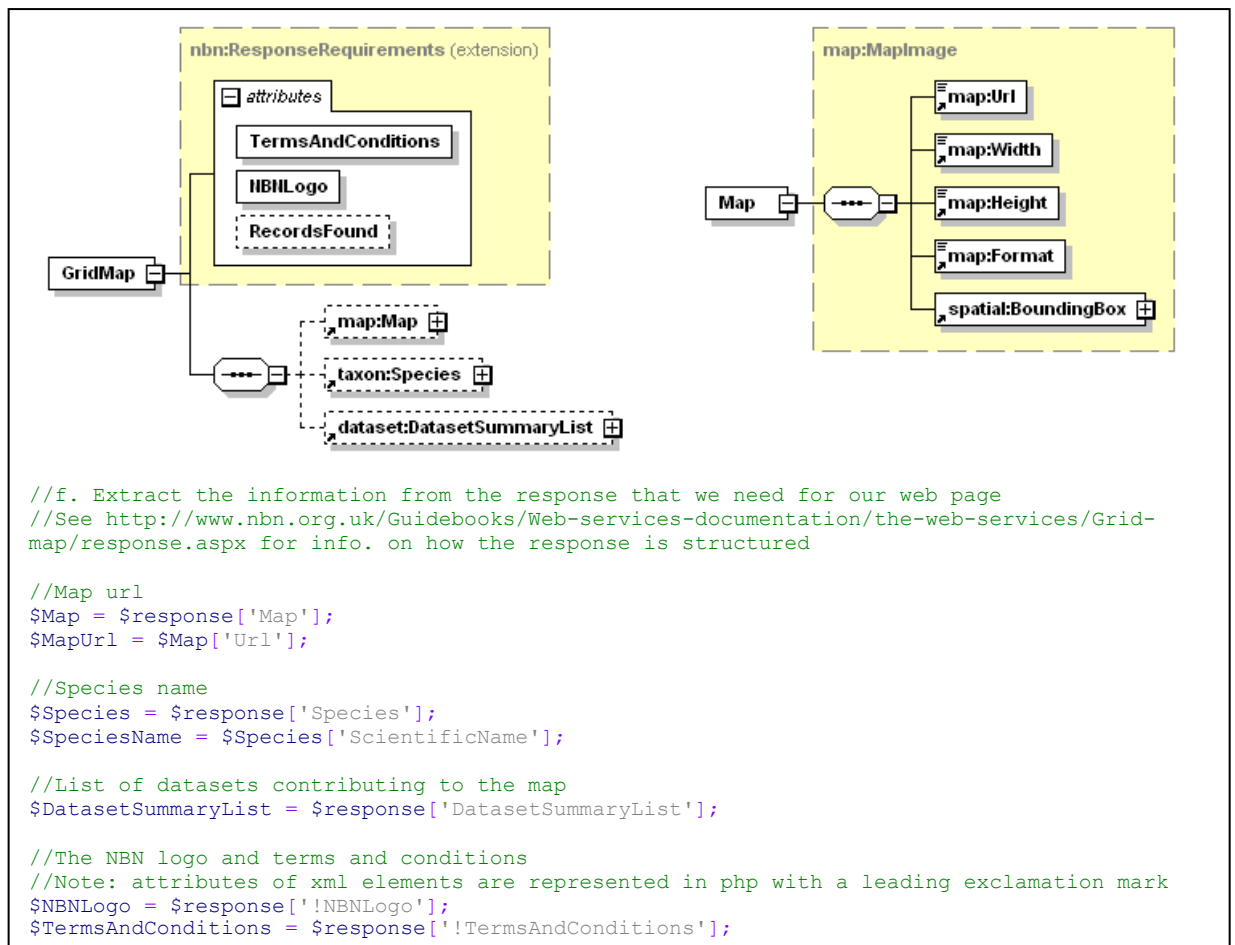 nbn:ResponseRequirements (extension)
attributes
TermsAndConditions
NBNLogo
RecordsFound
GridMap
map:Map
taxon:Species
dataset:DatasetSummaryList
map:MapImage
map:Url
map:Width
Map
map:Height
map:Format
spatial:BoundingBox
//f. Extract the information from the response that we need for our web page
//See http://www.nbn.org.uk/Guidebooks/Web-services-documentation/the-web-services/Grid-
map/response.aspx for info. on how the response is structured
//Map url
$Map = $response['Map'];
$MapUrl = $Map['Url'];
//Species name
$Species = $response['Species'];
$SpeciesName = $Species['ScientificName'];
//List of datasets contributing to the map
$DatasetSummaryList = $response['DatasetSummaryList'];
//The NBN logo and terms and conditions
//Note: attributes of xml elements are represented in php with a leading exclamation mark
$NBNLogo = $response['!NBNLogo'];
$TermsAndConditions = $response['!TermsAndConditions'];